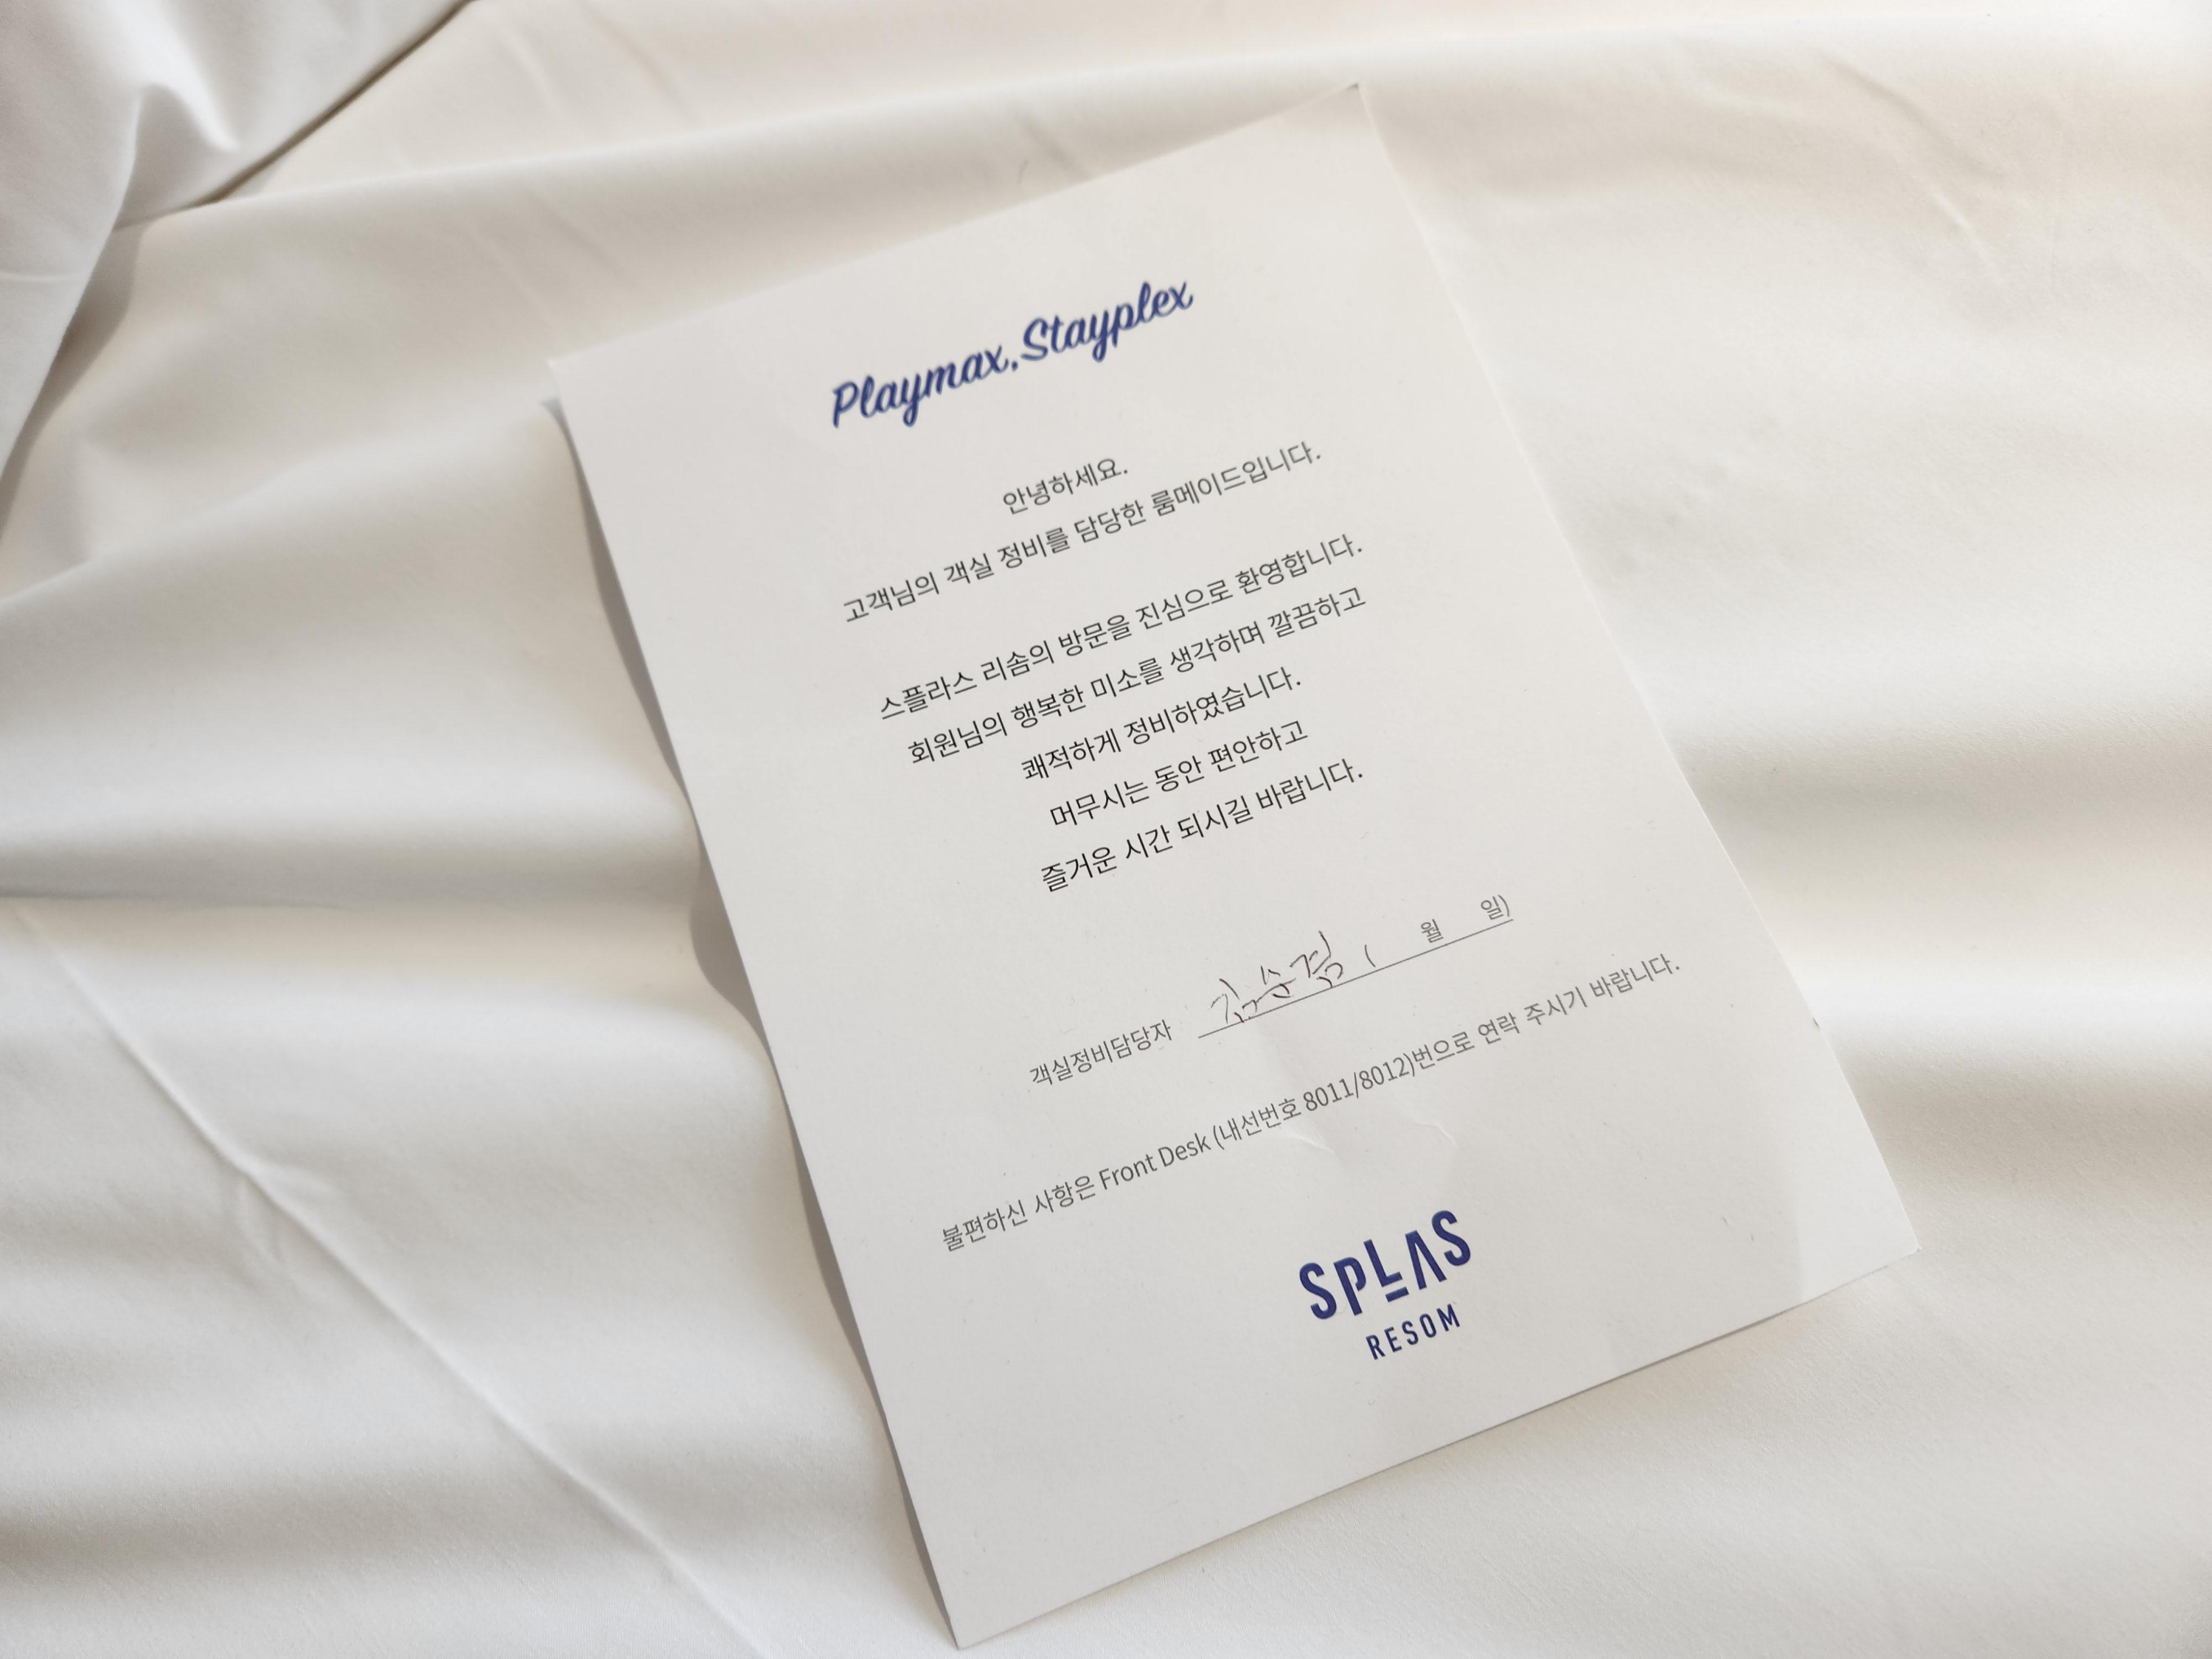 Playmax. Stayplex
안녕하세요.
고객님의 객실 정비를 담당한 룸메이드입니다.
스플라스 리솜의 방문을 진심으로 환영합니다.
회원님의 행복한 미소를 생각하며 깔끔하고
쾌적하게 정비하였습니다.
머무시는 동안 편안하고
즐거운 시간 되시길 바랍니다.
객실정비담당자 ( 월 일)
불편하신 사항은 Front Desk (내선번호 8011/8012)번으로 연락 주시기 바랍니다.
SPLAS
RESOM